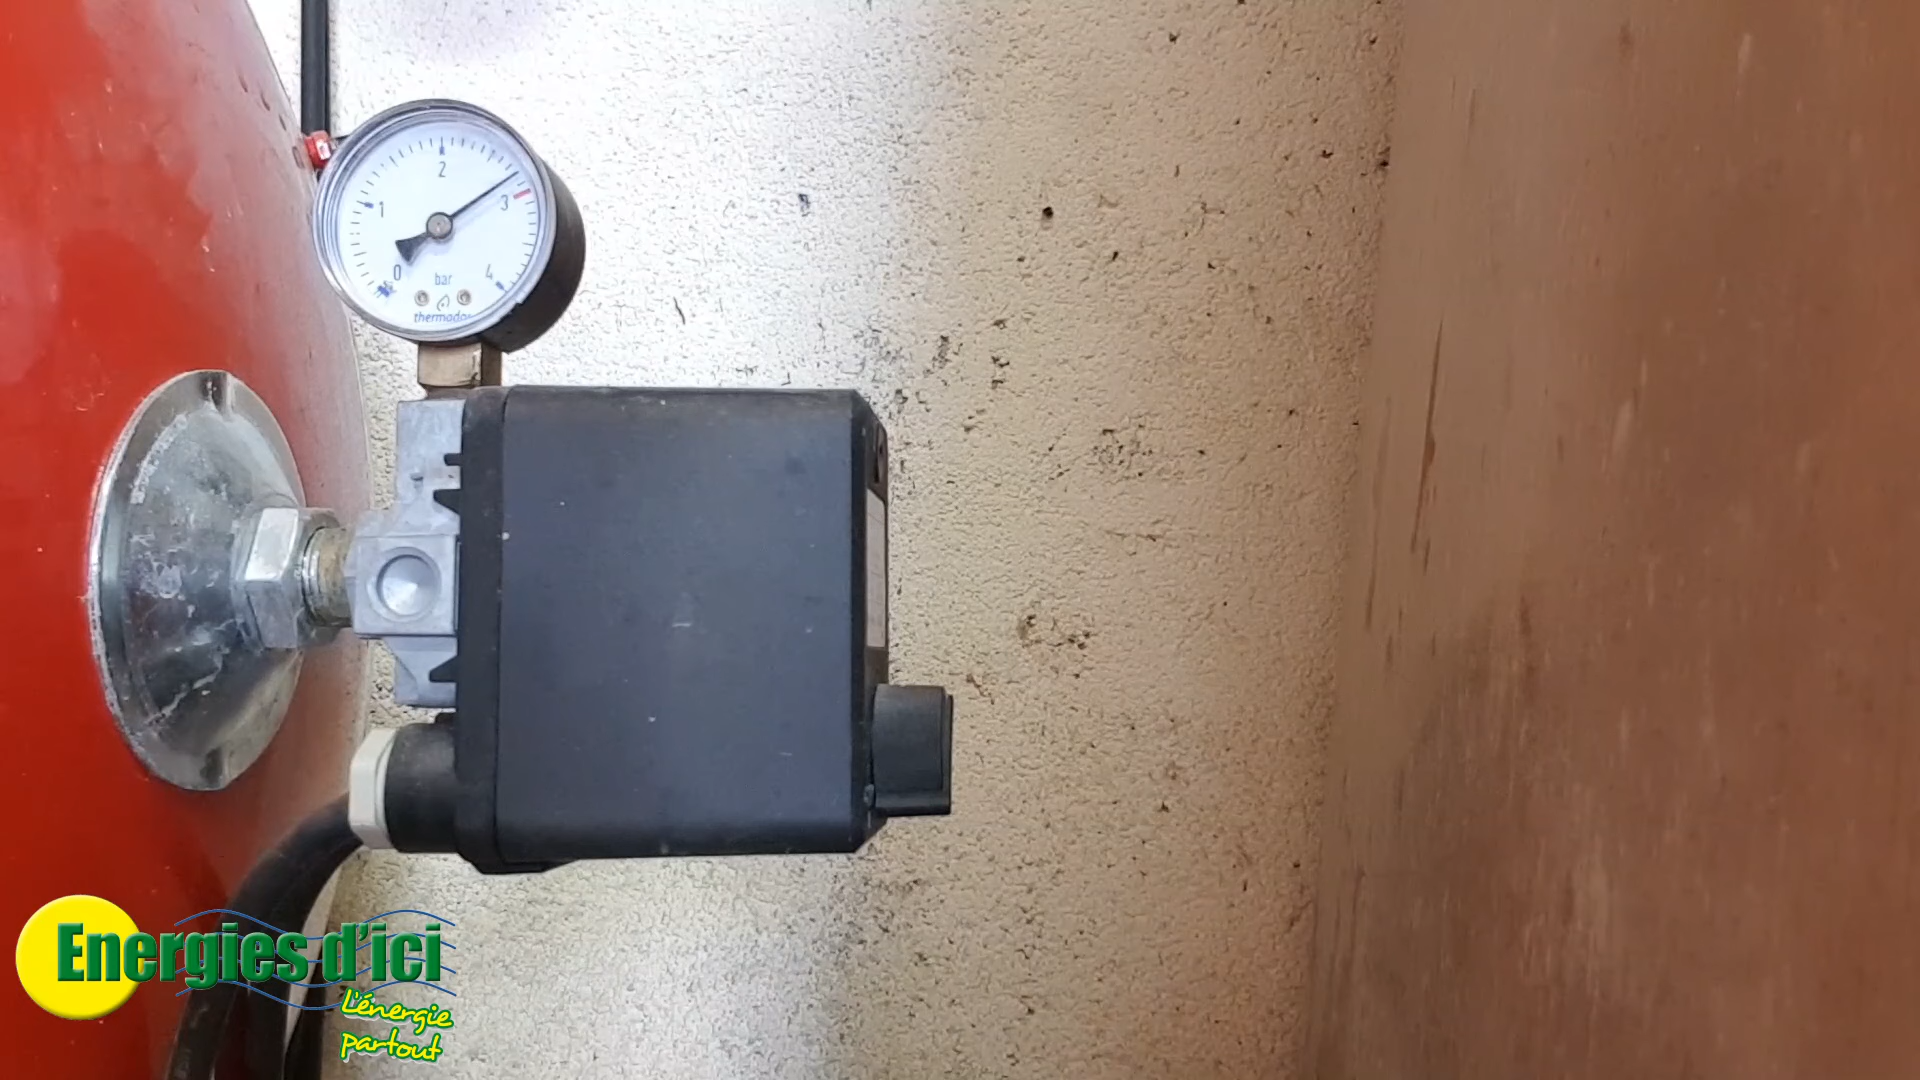 2
1
3
0
4
bar
thermador
Energies d'ici
L'énergie
partout